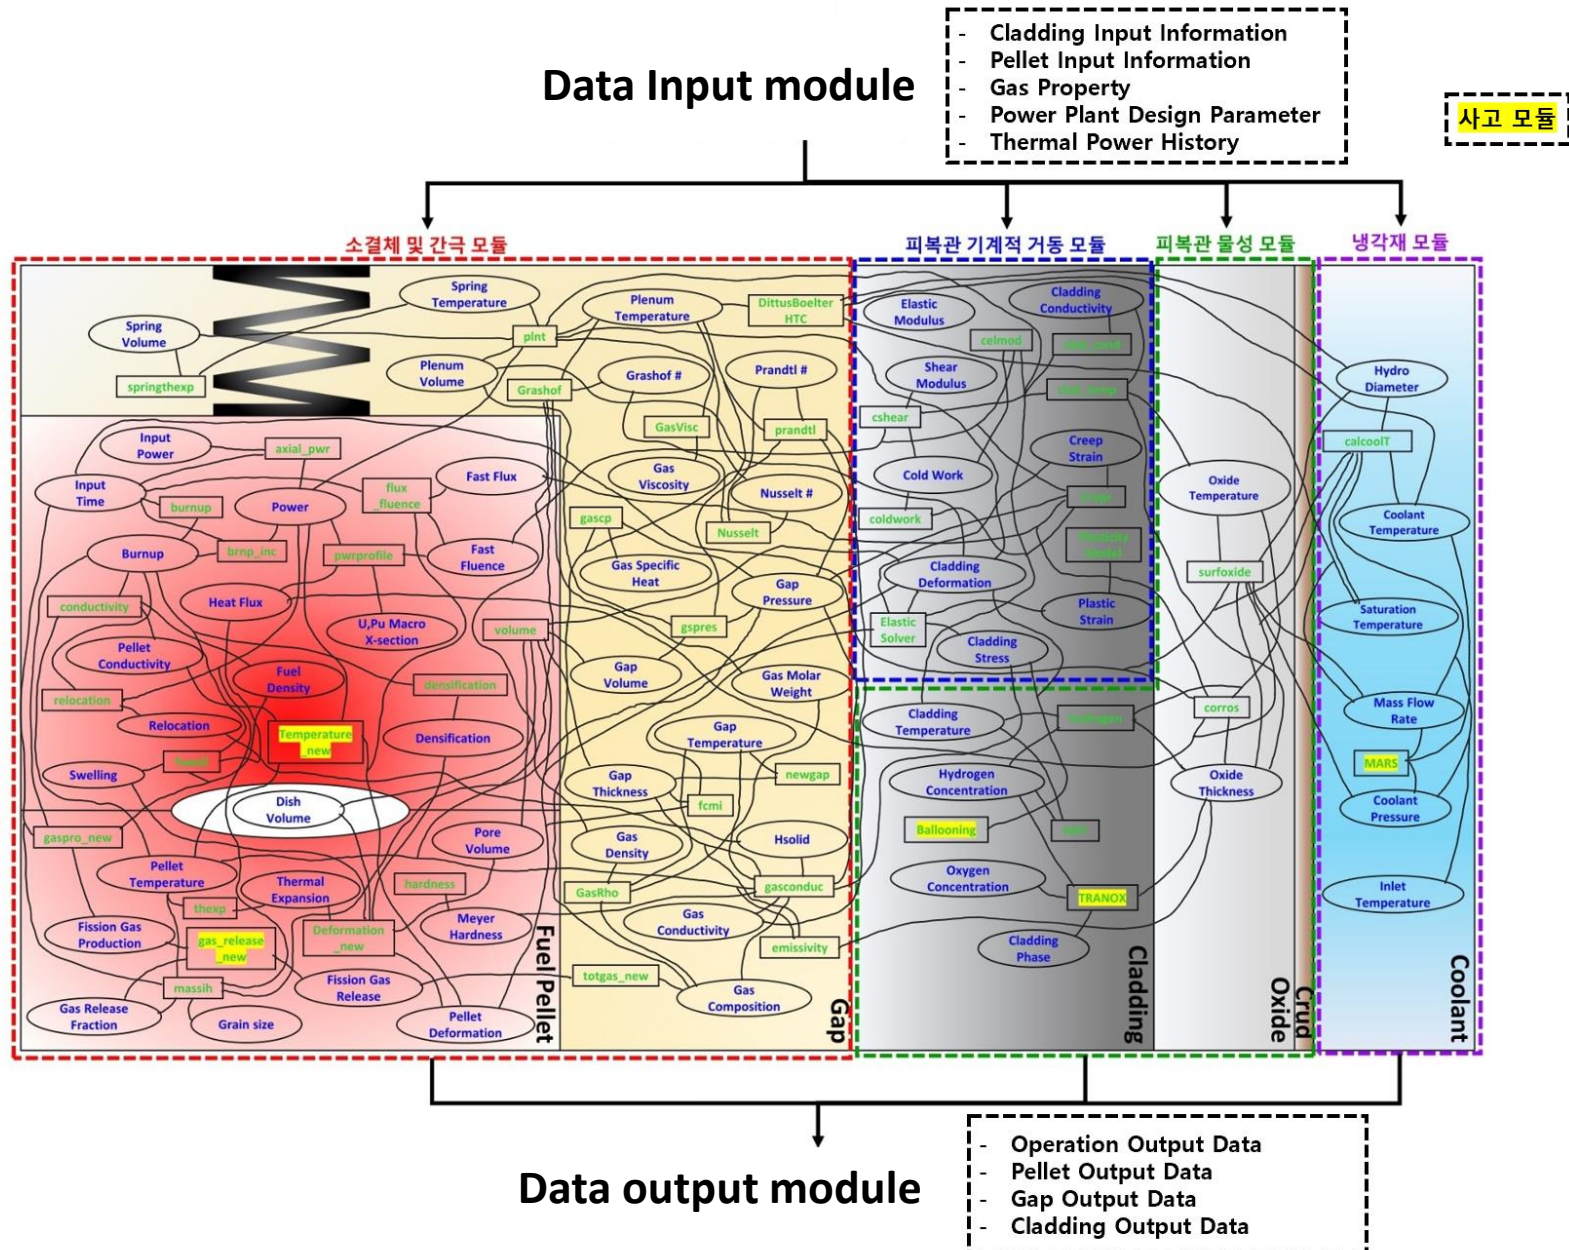 Data Input module
- Cladding Input Information
- Pellet Input Information
- Gas Property
- Power Plant Design Parameter
- Thermal Power History
사고 모듈
소결체 및 간극 모듈
피복관 기계적 거동 모듈
피복관 물성 모듈
냉각재 모듈
Spring
Temperature
Spring
Volume
springthexp
plnt
Plenum
Temperature
DittusBoelter
HTC
Plenum
Volume
Grashof
Grashof #
Prandtl #
GasVisc
prandtl
Input
Power
axial_pwr
Input
Time
burnup
Power
flux
_fluence
Fast Flux
Burnup
brnp_inc
pwrprofile
Fast
Fluence
conductivity
Heat Flux
U,Pu Macro
X-section
volume
Pellet
Conductivity
Fuel
Density
densification
relocation
Relocation
Temperature
_new
Densification
Swelling
Dish
Volume
gaspro_new
Pore
Volume
Pellet
Temperature
Thermal
Expansion
hardness
thexp
Fission Gas
Production
gas_release
_new
Deformation
_new
Meyer
Hardness
massih
Fission Gas
Release
Gas Release
Fraction
Grain size
Pellet
Deformation
Fuel Pellet
Gas
Viscosity
Nusselt #
gascp
Nusselt
Gas Specific
Heat
Gap
Pressure
gspres
Gap
Volume
Gas Molar
Weight
Gap
Temperature
Gap
Thickness
newgap
fcmi
Gas
Density
Hsolid
GasRho
gasconduc
Gas
Conductivity
emissivity
totgas_new
Gas
Composition
Gap
Elastic
Modulus
Cladding
Conductivity
celmod
Shear
Modulus
cshear
Creep
Strain
Cold Work
coldwork
Cladding
Deformation
Elastic
Solver
Plastic
Strain
Cladding
Stress
Cladding
Temperature
Hydrogen
Concentration
Ballooning
Oxygen
Concentration
TRANOX
Cladding
Phase
Cladding
Oxide
Temperature
surfoxide
corros
Oxide
Thickness
Oxide
Crud
Hydro
Diameter
calcoolT
Coolant
Temperature
Saturation
Temperature
Mass Flow
Rate
MARS
Coolant
Pressure
Inlet
Temperature
Coolant
Data output module
- Operation Output Data
- Pellet Output Data
- Gap Output Data
- Cladding Output Data